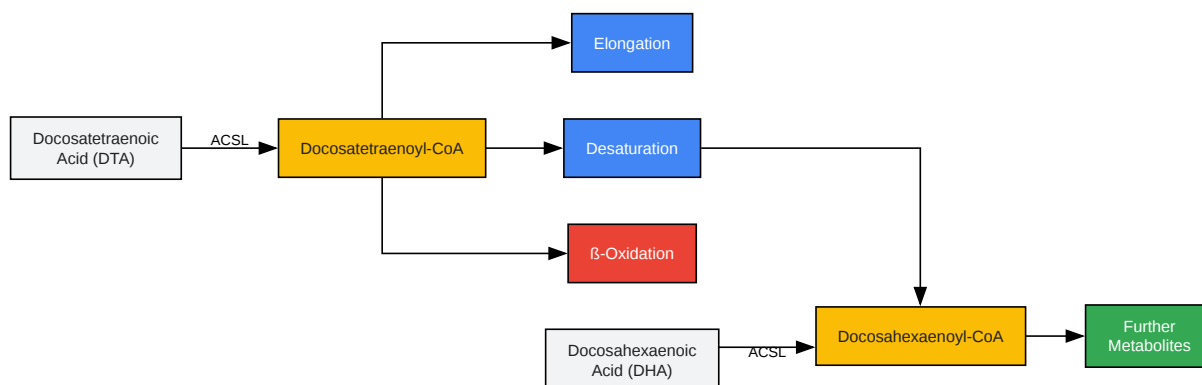 Elongation
Docosatetraenoic
Acid (DTA)
ACSL
Docosatetraenoyl-CoA
Desaturation
ß-Oxidation
Docosahexaenoic
Acid (DHA)
ACSL
Docosahexaenoyl-CoA
Further
Metabolites